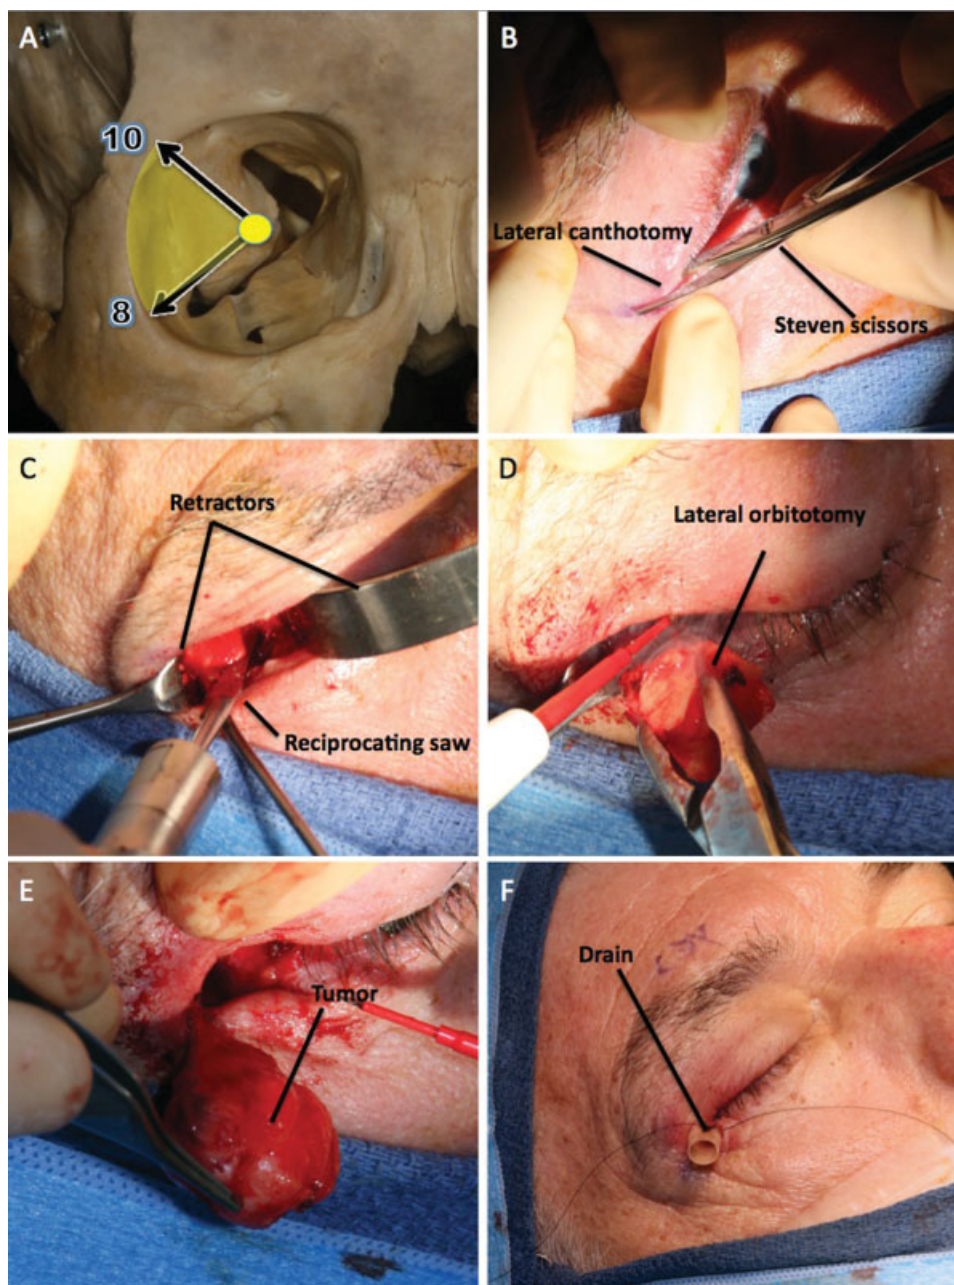 A
10
8
B
Lateral canthotomy
Steven scissors
C
Retractors
Reciprocating saw
D
Lateral orbitotomy
E
Tumor
F
Drain